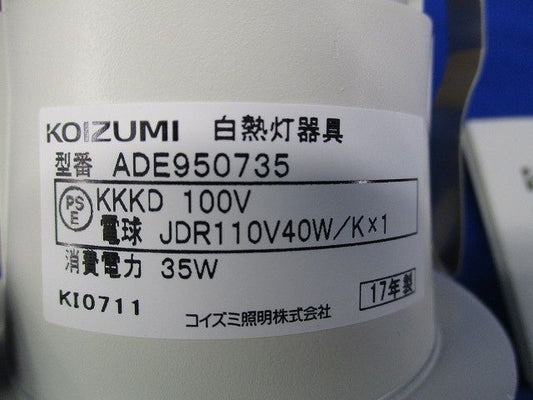 KOIZUMI 白熱灯器具
型番 ADE950735
PSE KKKD 100V
電球 JDR110V40W/K×1
消費電力 35W
KI0711 17年製
コイズミ照明株式会社